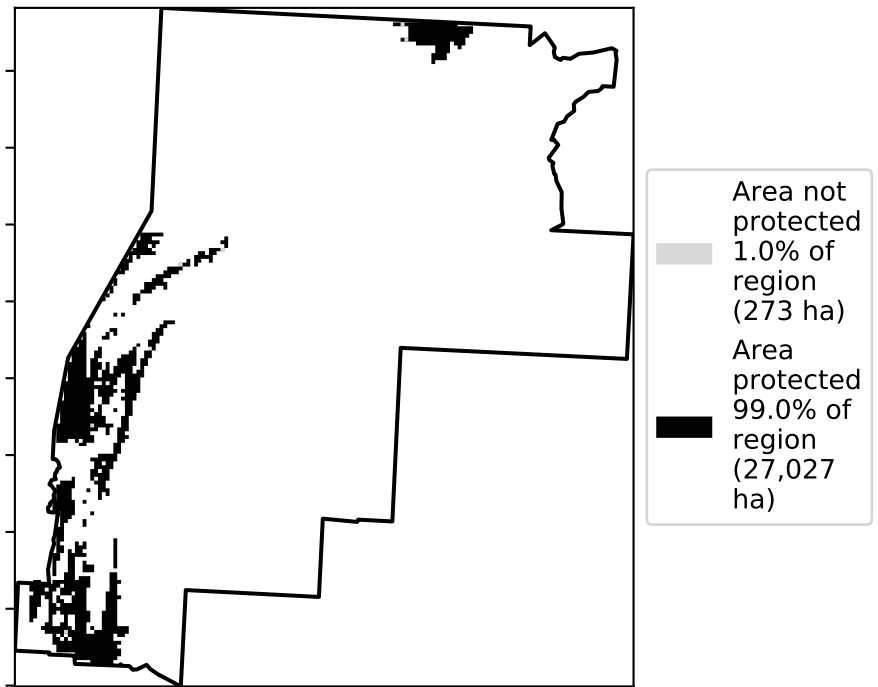 Area not
protected
1.0% of
region
(273 ha)
Area
protected
99.0% of
region
(27,027
ha)